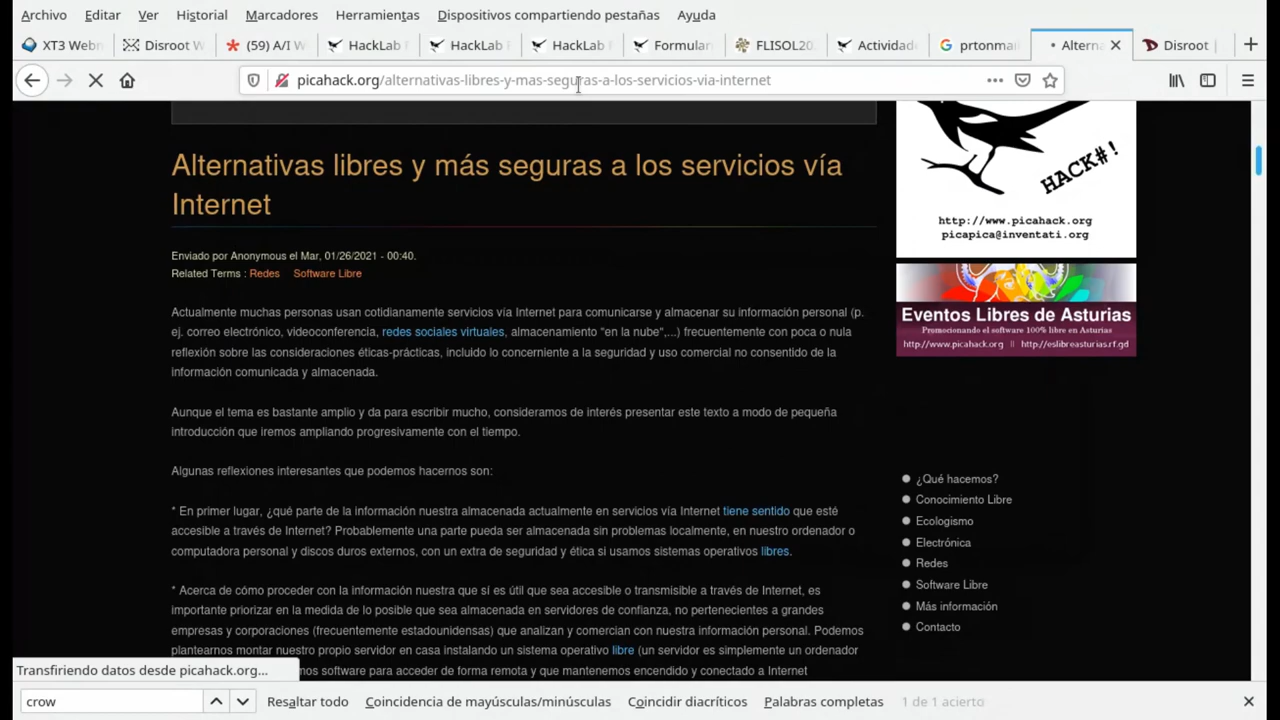 Archivo Editar Ver Historial Marcadores Herramientas Dispositivos compartiendo pestañas Ayuda
XT3 Webm Disroot W (59) A/I W HackLab HackLab HackLab Formular FLISOL20 Actividad prtonmai Altern Disroot
picahack.org/alternativas-libres-y-mas-seguras-a-los-servicios-via-internet
Alternativas libres y más seguras a los servicios vía
Internet
Enviado por Anonymous el Mar, 01/26/2021 - 00:40.
Related Terms : Redes Software Libre
Actualmente muchas personas usan cotidianamente servicios vía Internet para comunicarse y almacenar su información personal (p.
ej. correo electrónico, videoconferencia, redes sociales virtuales, almacenamiento "en la nube",...) frecuentemente con poca o nula
reflexión sobre las consideraciones éticas-prácticas, incluido lo concerniente a la seguridad y uso comercial no consentido de la
información comunicada y almacenada.
Aunque el tema es bastante amplio y da para escribir mucho, consideramos de interés presentar este texto a modo de pequeña
introducción que iremos ampliando progresivamente con el tiempo.
Algunas reflexiones interesantes que podemos hacernos son:
* En primer lugar, ¿qué parte de la información nuestra almacenada actualmente en servicios vía Internet tiene sentido que esté
accesible a través de Internet? Probablemente una parte pueda ser almacenada sin problemas localmente, en nuestro ordenador o
computadora personal y discos duros externos, con un extra de seguridad y ética si usamos sistemas operativos libres.
* Acerca de cómo proceder con la información nuestra que sí es útil que sea accesible o transmisible a través de Internet, es
importante priorizar en la medida de lo posible que sea almacenada en servidores de confianza, no pertenecientes a grandes
empresas y corporaciones (frecuentemente estadounidensas) que analizan y comercian con nuestra información personal. Podemos
plantearnos montar nuestro propio servidor en casa instalando un sistema operativo libre (un servidor es simplemente un ordenador
mos software para acceder de forma remota y que mantenemos encendido y conectado a Internet
HACK#!
http://www.picahack.org
picapica@inventati.org
Eventos Libres de Asturias
Promocionando el software 100% libre en Asturias
http://www.picahack.org || http://eslibreasturias.rf.gd
¿Qué hacemos?
Conocimiento Libre
Ecologismo
Electrónica
Redes
Software Libre
Más información
Contacto
Transfiriendo datos desde picahack.org...
crow Resaltar todo Coincidencia de mayúsculas/minúsculas Coincidir diacríticos Palabras completas 1 de 1 acierto